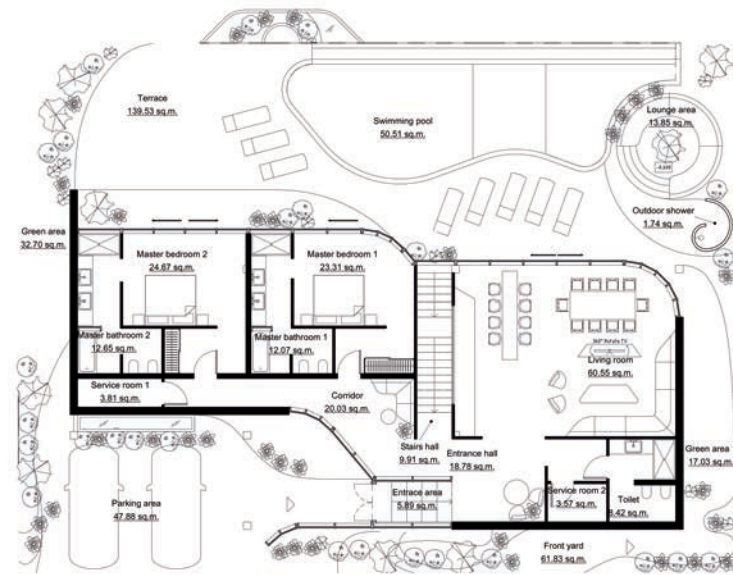 Terrace
139.53 sq.m.
Swimming pool
50.51 sq.m.
Lounge area
13.85 sq.m.
Outdoor shower
1.74 sq.m.
Green area
32.70 sq.m.
Master bedroom 2
24.67 sq.m.
Master bedroom 1
23.31 sq.m.
Master bathroom 2
12.65 sq.m.
Master bathroom 1
12.07 sq.m.
Living room
60.55 sq.m.
Service room 1
3.81 sq.m.
Corridor
20.03 sq.m.
Stairs hall
9.91 sq.m.
Entrance hall
18.78 sq.m.
Green area
17.03 sq.m.
Parking area
47.88 sq.m.
Entrace area
5.89 sq.m.
Service room 2
3.57 sq.m.
Toilet
.42 sq.m.
Front yard
61.83 sq.m.